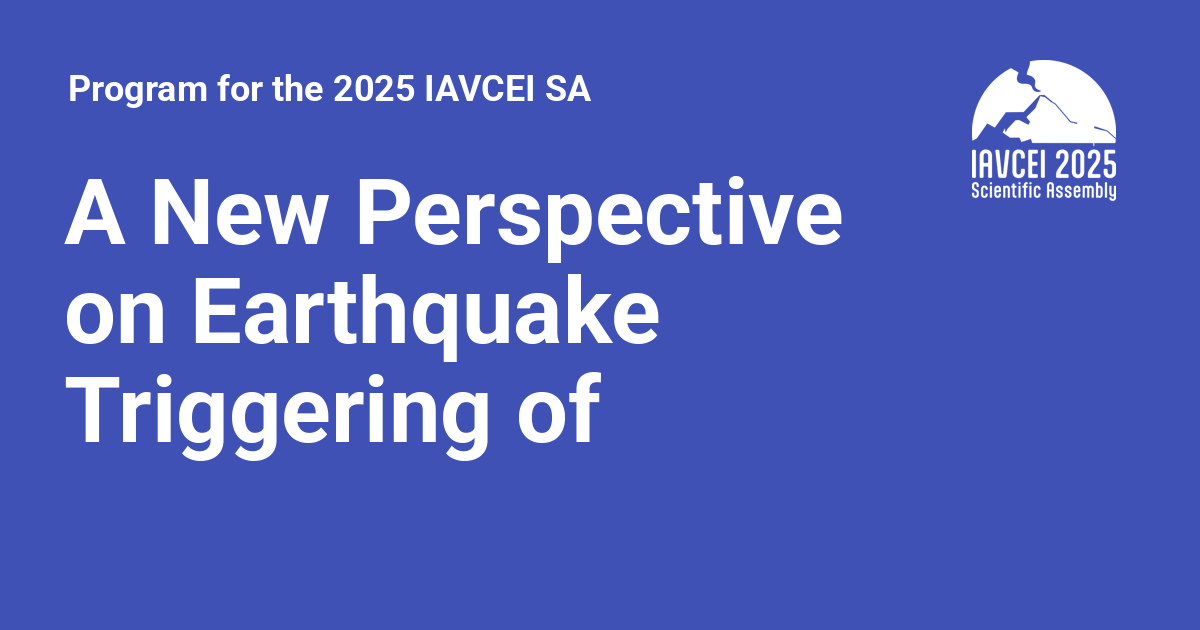 Program for the 2025 IAVCEI SA
IAVCEI 2025
Scientific Assembly
A New Perspective
on Earthquake
Triggering of